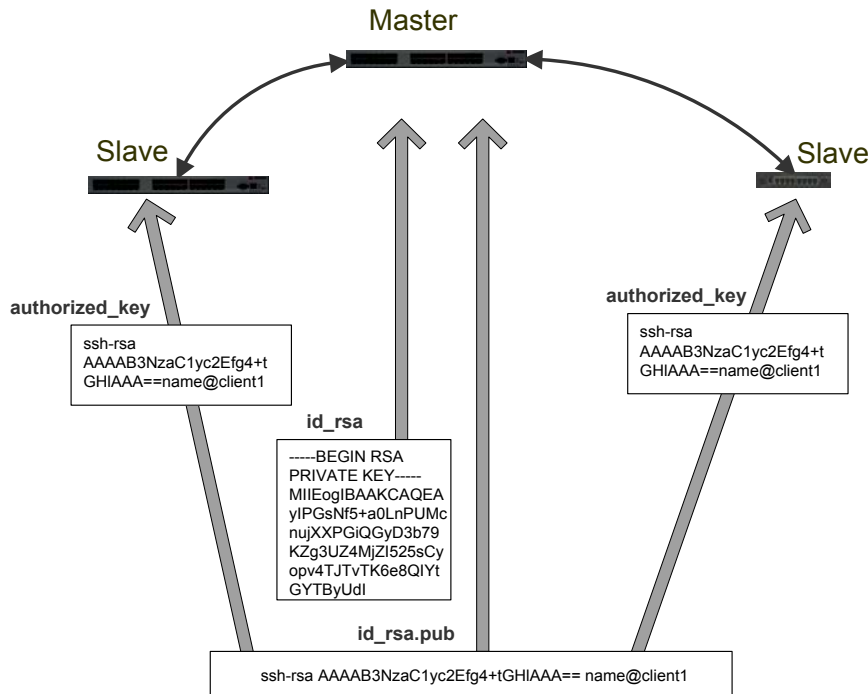 Master
Slave
Slave
authorized_key
ssh-rsa
AAAAB3NzaC1yc2Efg4+t
GHIAAA==name@client1
authorized_key
ssh-rsa
AAAAB3NzaC1yc2Efg4+t
GHIAAA==name@client1
id_rsa
-----BEGIN RSA
PRIVATE KEY-----
MIIEogIBAAKCAQEA
yIPGsNf5+a0LnPUMc
nujXXPGiQGyD3b79
KZg3UZ4MjZI525sCy
opv4TJTvTK6e8QIYt
GYTByUdI
id_rsa.pub
ssh-rsa AAAAB3NzaC1yc2Efg4+tGHIAAA== name@client1